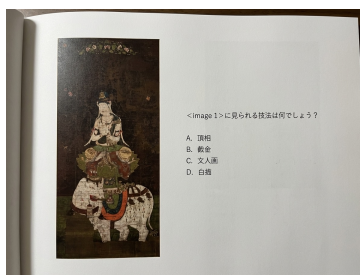 <image 1>に見られる技法は何でしょう？
A. 頂相
B. 截金
C. 文人画
D. 白描